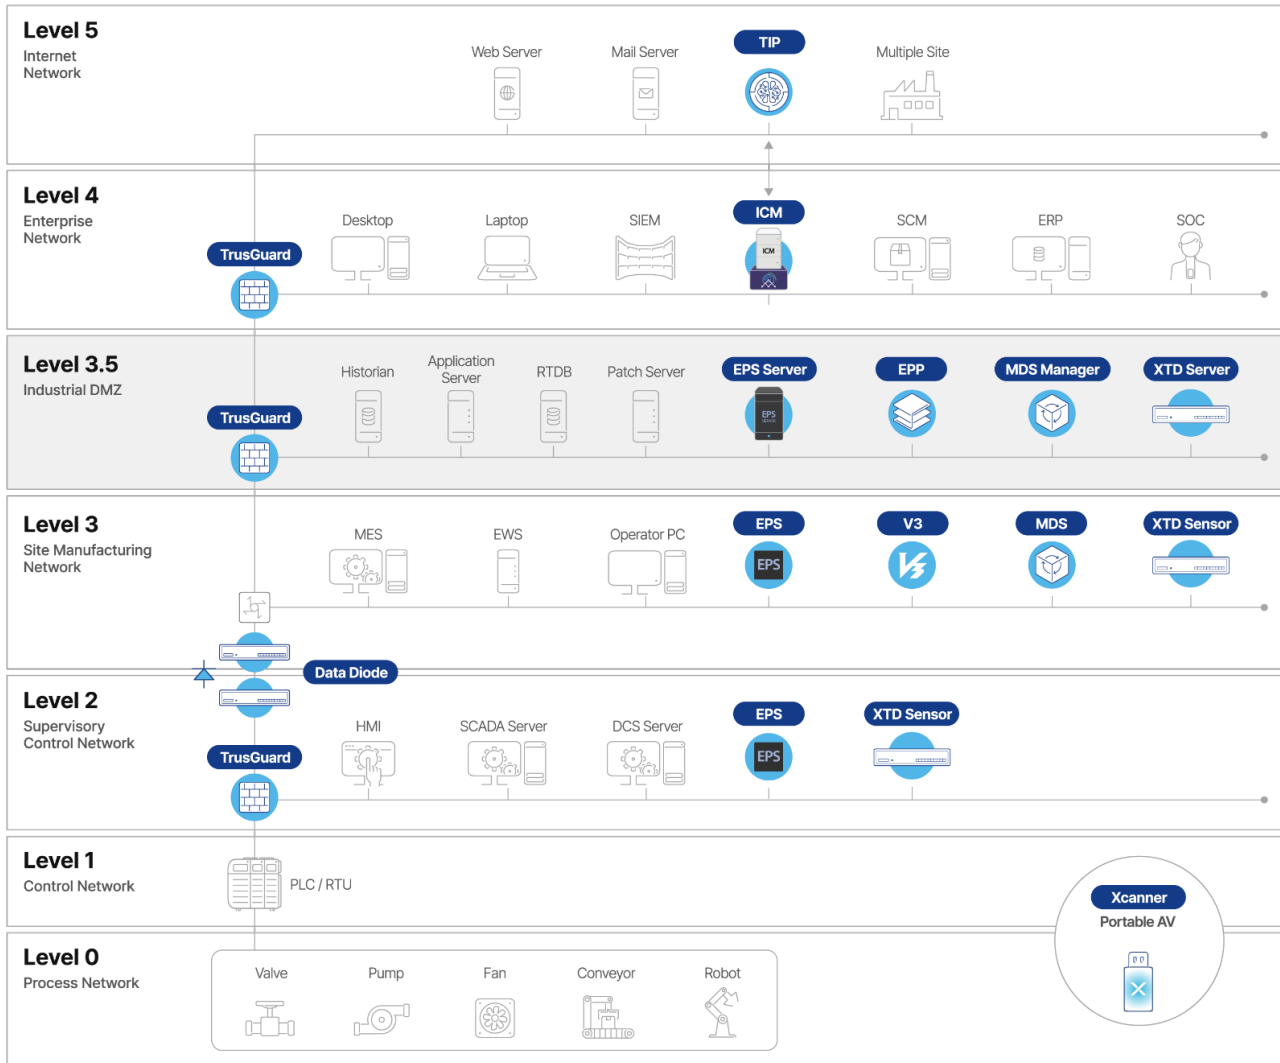 Level 5
Internet
Network
Web Server
Mail Server
TIP
Multiple Site
Level 4
Enterprise
Network
TrusGuard
Desktop
Laptop
SIEM
ICM
ICM
SCM
ERP
SOC
Level 3.5
Industrial DMZ
TrusGuard
Historian
Application
Server
RTDB
Patch Server
EPS Server
EPS
SERVER
EPP
MDS Manager
XTD Server
Level 3
Site Manufacturing
Network
MES
EWS
Operator PC
EPS
EPS
V3
V3
MDS
XTD Sensor
Data Diode
Level 2
Supervisory
Control Network
TrusGuard
HMI
SCADA Server
DCS Server
EPS
EPS
XTD Sensor
Level 1
Control Network
PLC / RTU
Xcanner
Portable AV
Level 0
Process Network
Valve
Pump
Fan
Conveyor
Robot